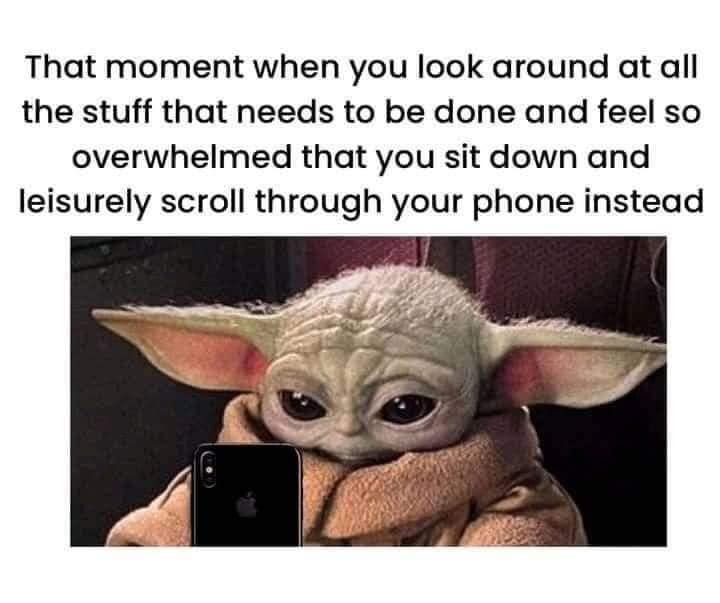 That moment when you look around at all
the stuff that needs to be done and feel so
overwhelmed that you sit down and
leisurely scroll through your phone instead